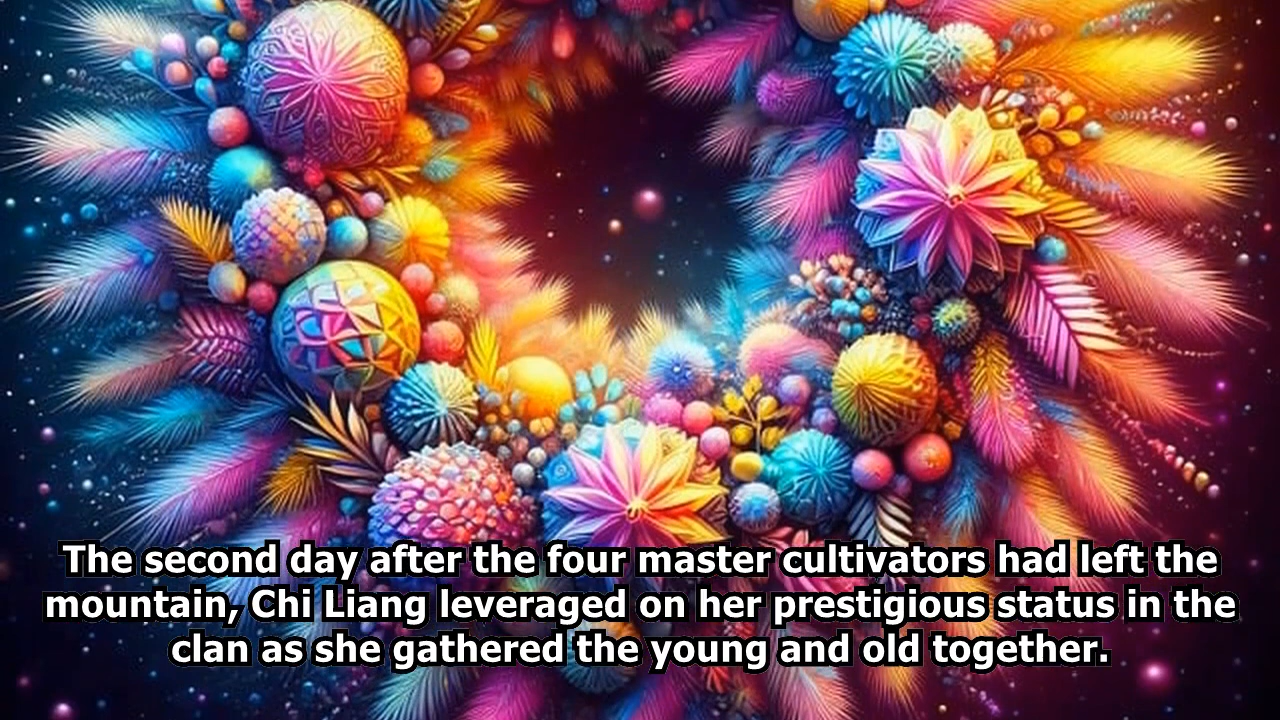 The second day after the four master cultivators had left the
mountain, Chi Liang leveraged on her prestigious status in the
clan as she gathered the young and old together.